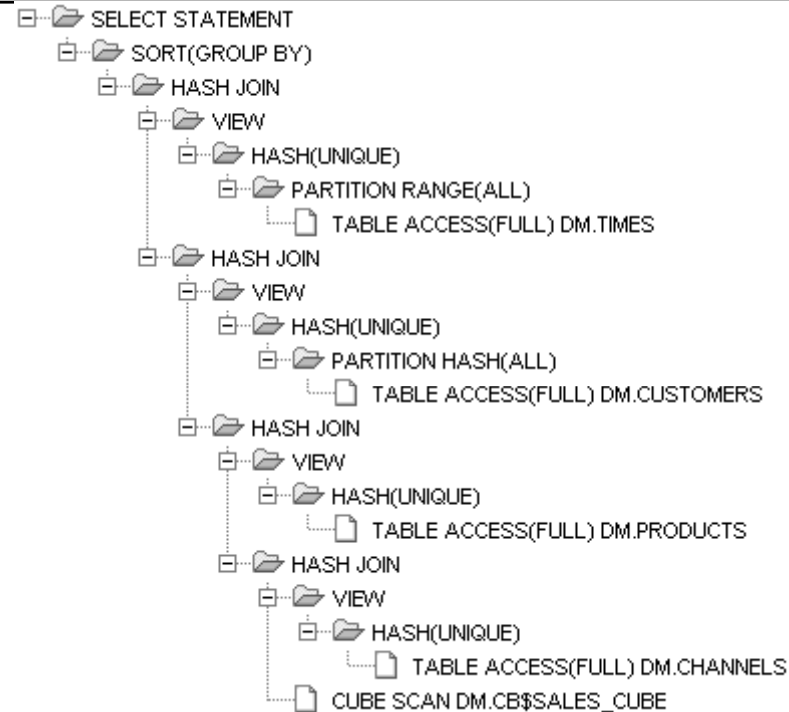 SELECT STATEMENT
SORT(GROUP BY)
HASH JOIN
VIEW
HASH(UNIQUE)
PARTITION RANGE(ALL)
TABLE ACCESS(FULL) DM.TIMES
HASH JOIN
VIEW
HASH(UNIQUE)
PARTITION HASH(ALL)
TABLE ACCESS(FULL) DM.CUSTOMERS
HASH JOIN
VIEW
HASH(UNIQUE)
TABLE ACCESS(FULL) DM.PRODUCTS
HASH JOIN
VIEW
HASH(UNIQUE)
TABLE ACCESS(FULL) DM.CHANNELS
CUBE SCAN DM.CB$SALES_CUBE